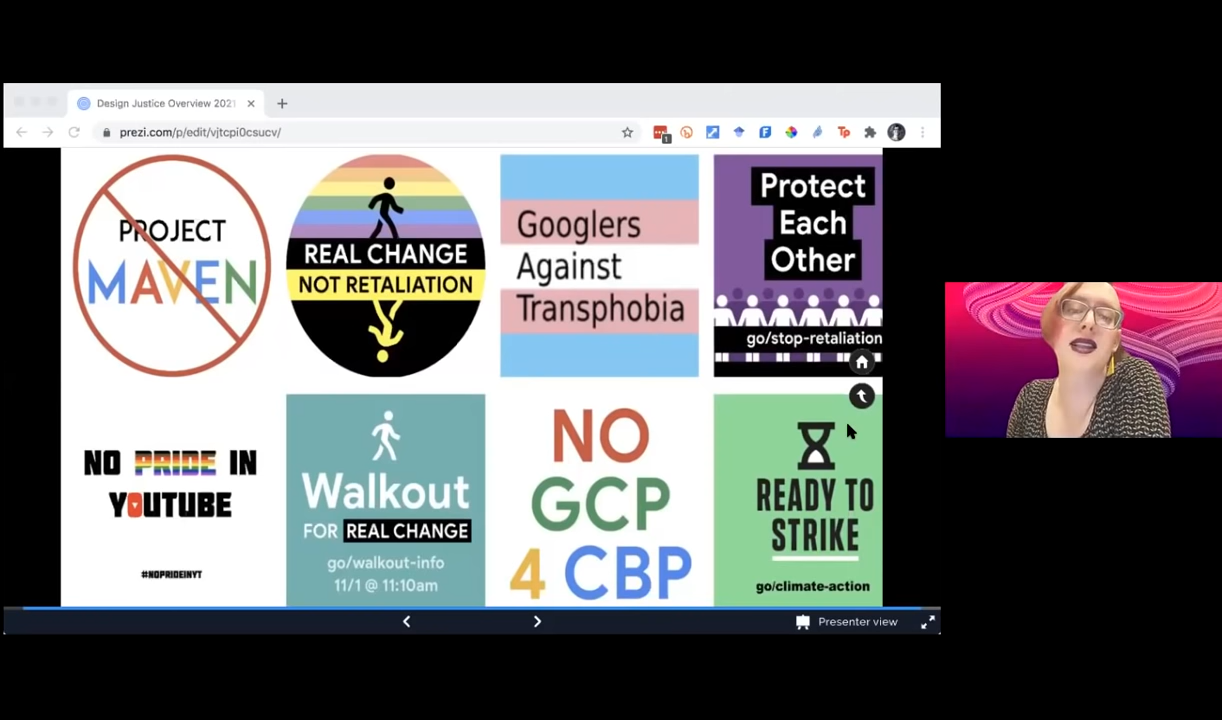 Design Justice Overview 2021
prezi.com/p/edit/vjtcpi0csucv/
1
Tp
PROJECT
MAVEN
REAL CHANGE
NOT RETALIATION
Googlers
Against
Transphobia
Protect
Each
Other
go/stop-retaliation
NO PRIDE IN
YOUTUBE
#NOPRIDEINYT
Walkout
FOR REAL CHANGE
go/walkout-info
11/1 @ 11:10am
NO
GCP
4 CBP
READY TO
STRIKE
go/climate-action
Presenter view